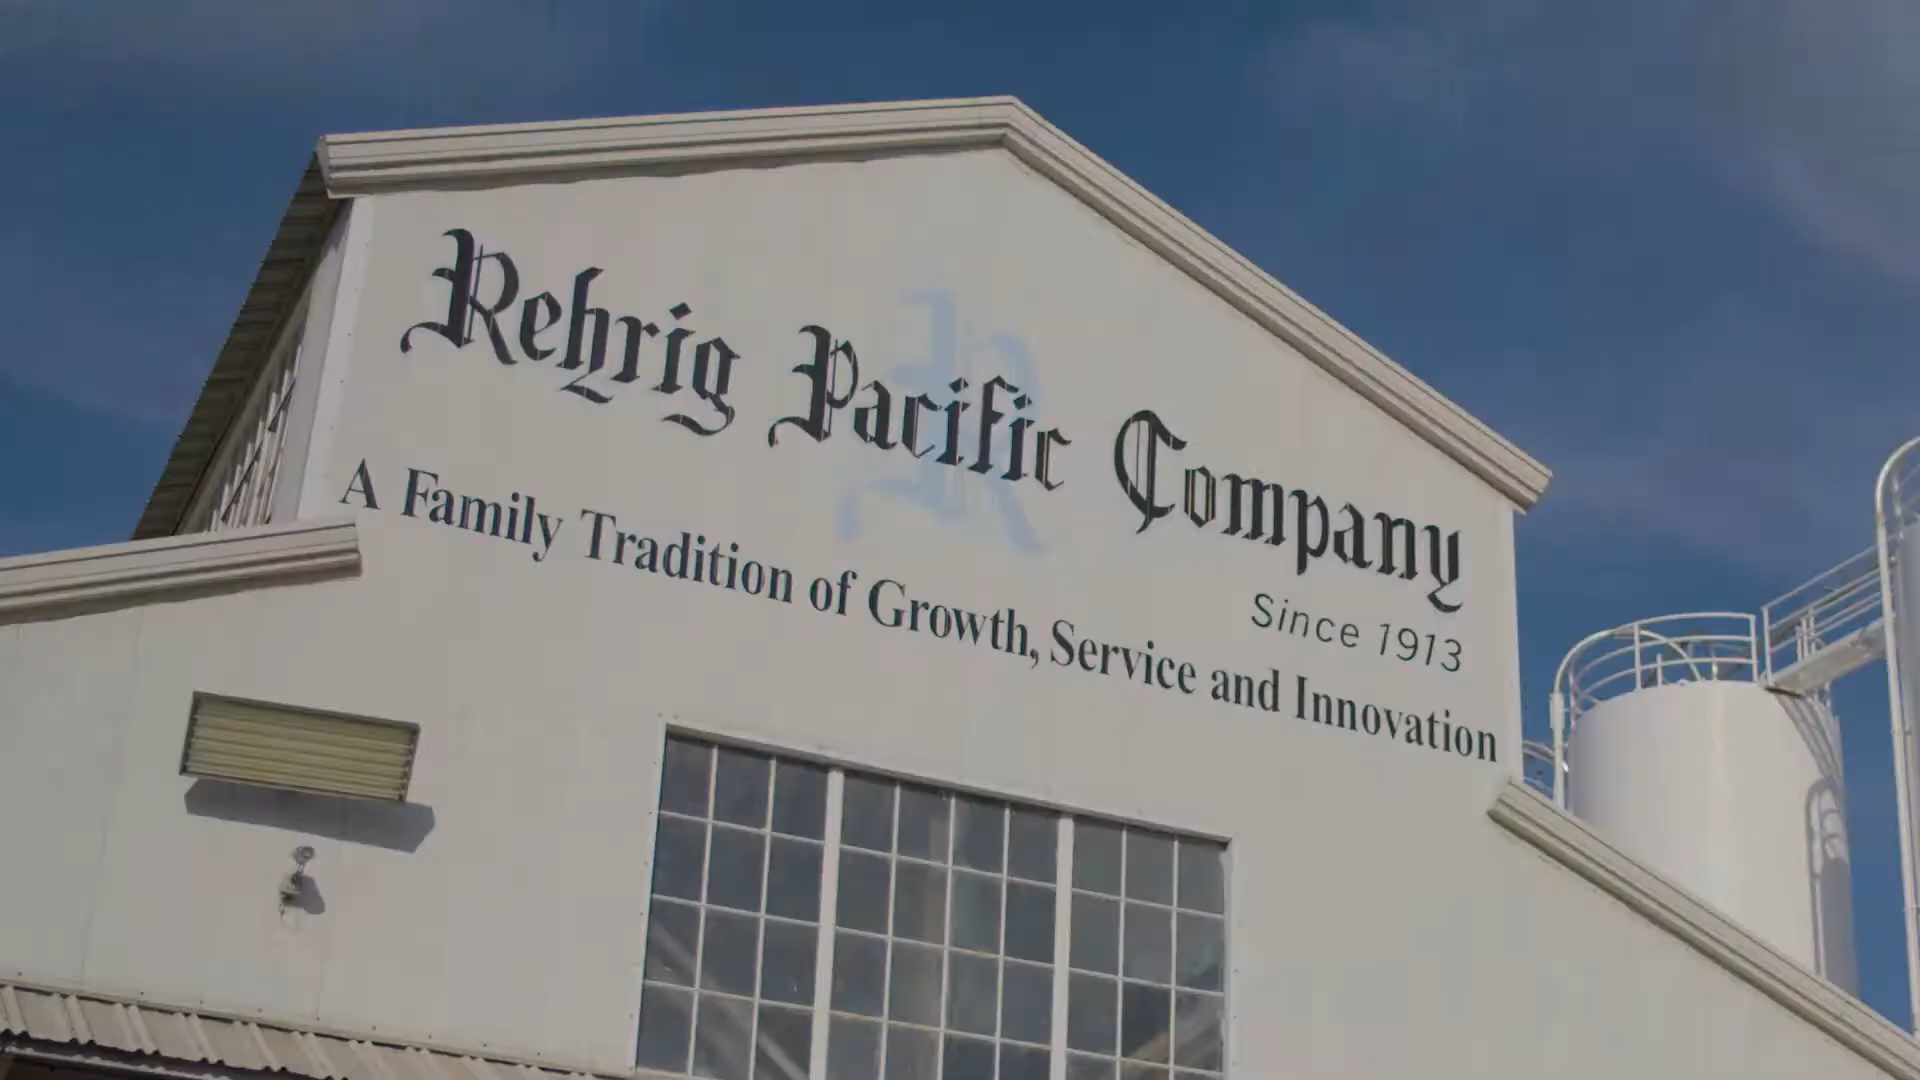 Rehrig Pacific Company
Since 1913
A Family Tradition of Growth, Service and Innovation
R